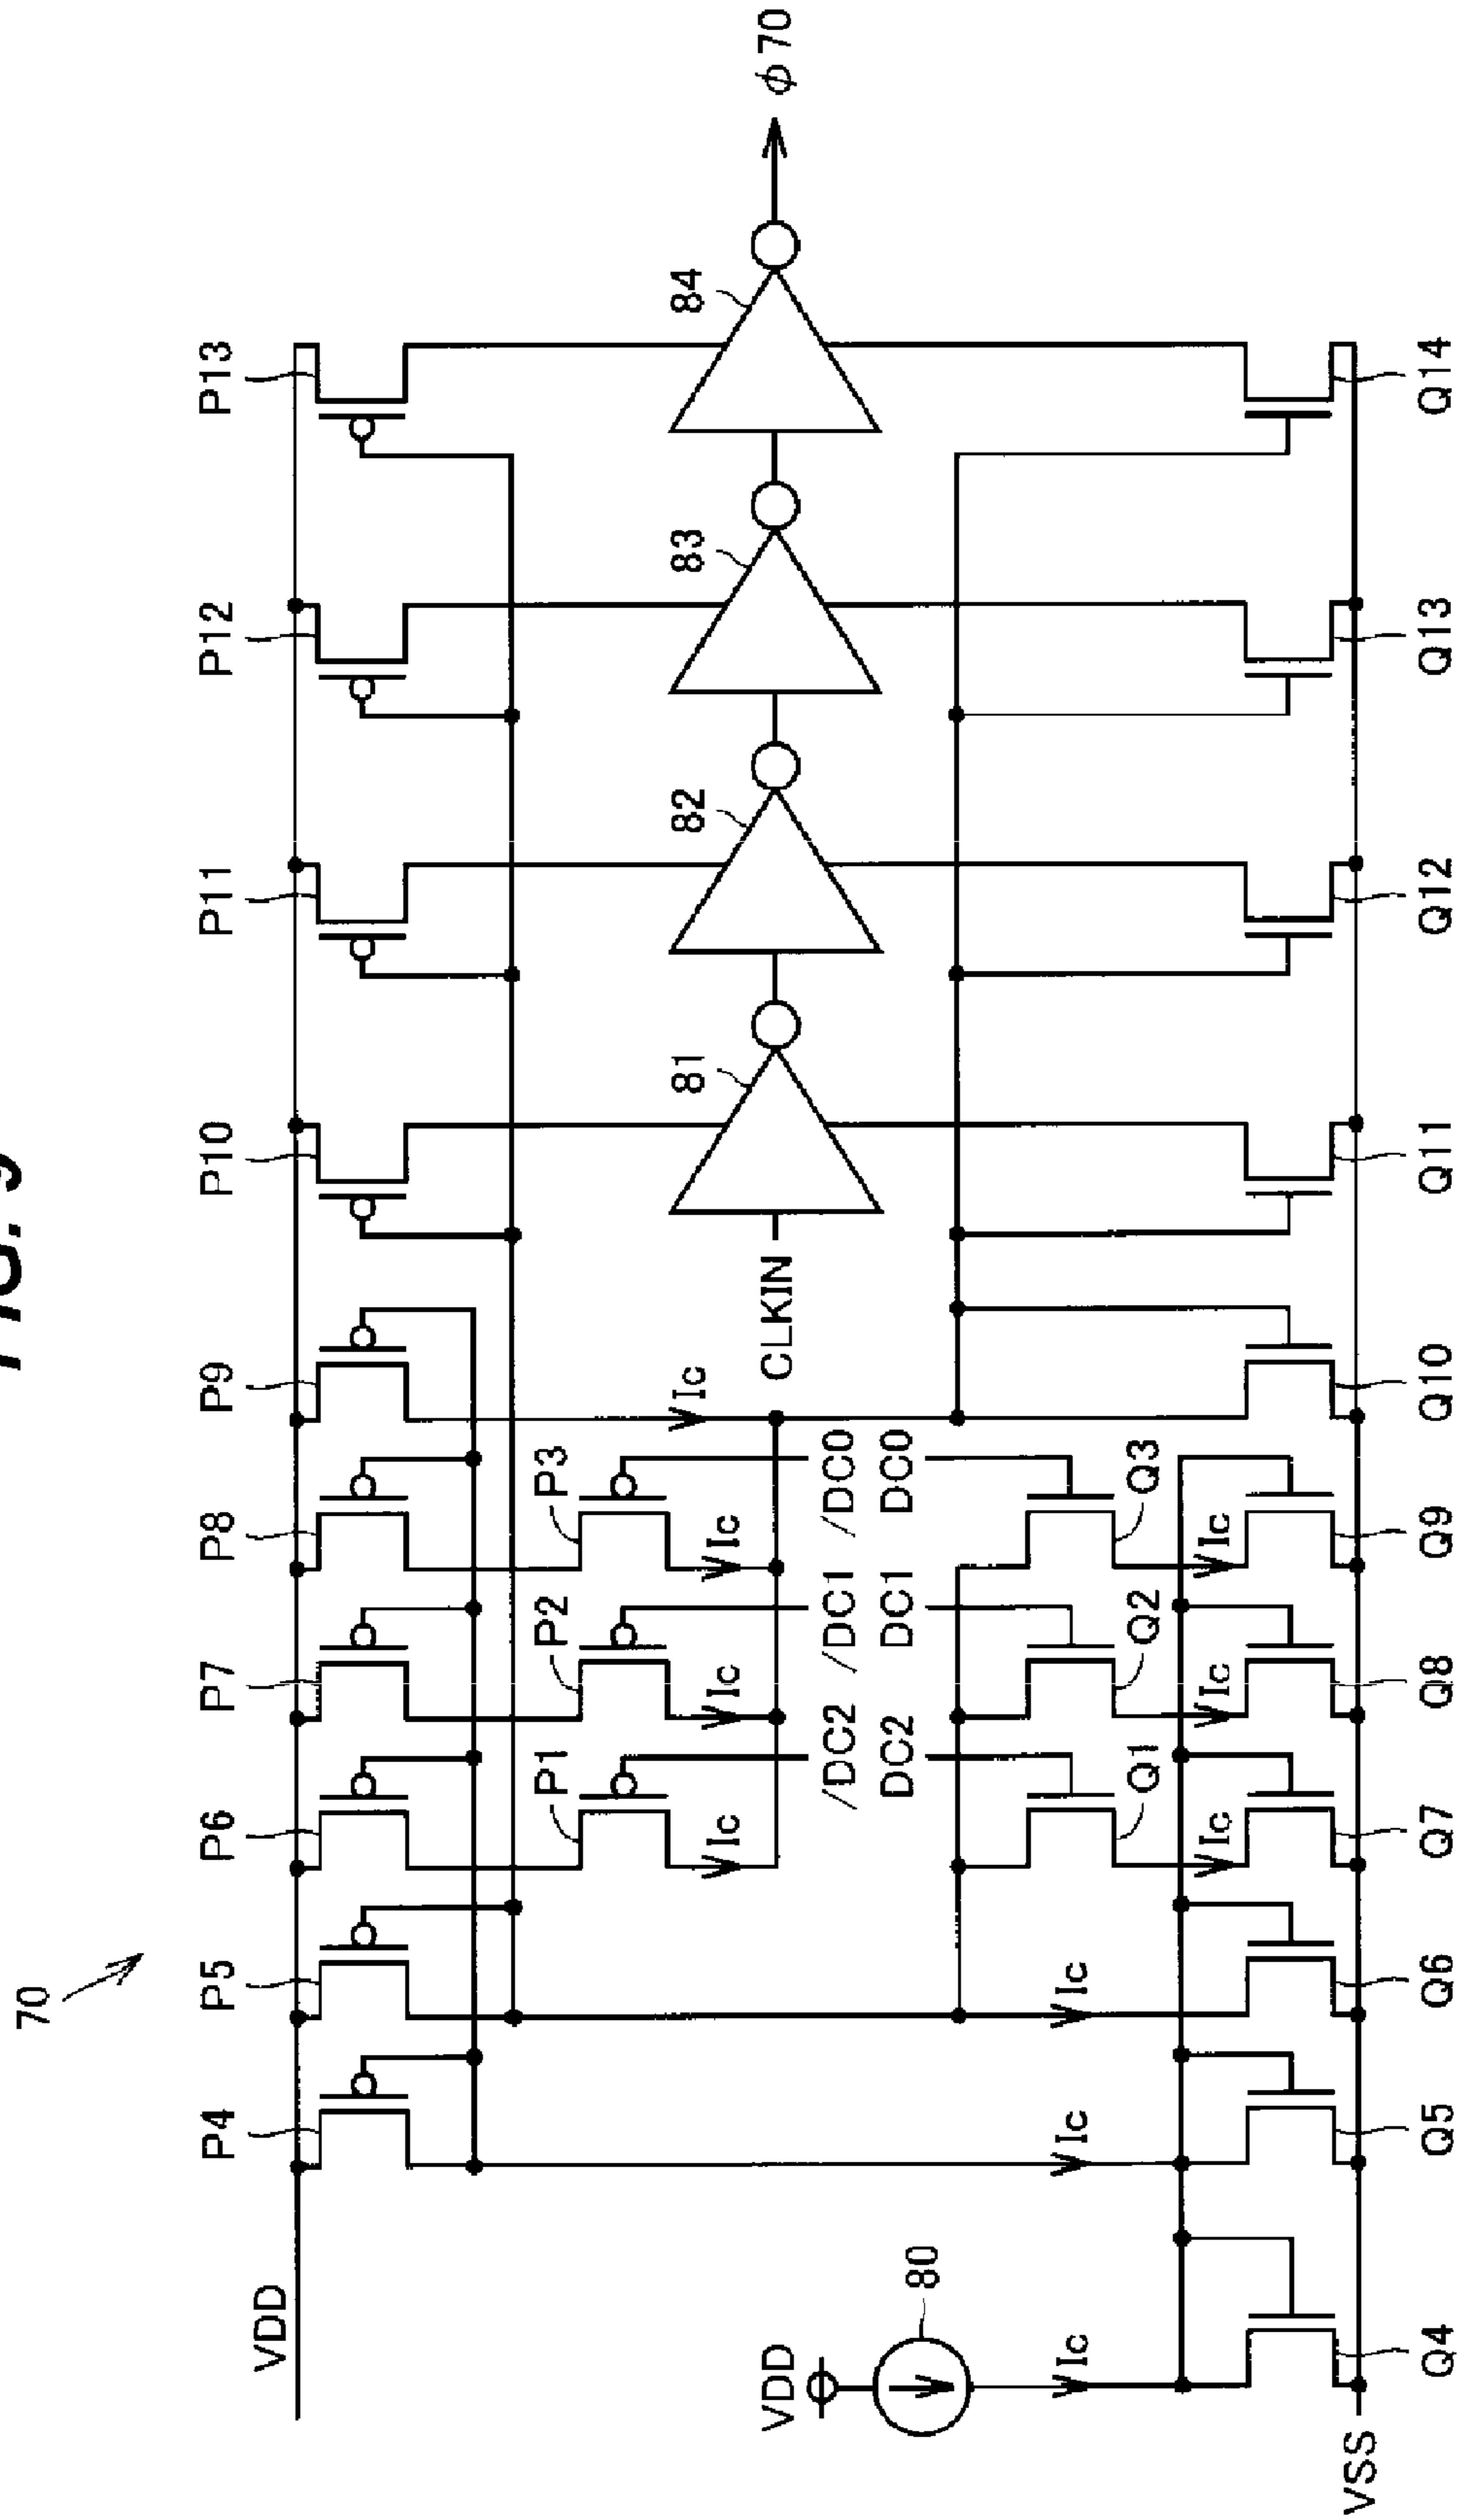 70
P4 P5 P6 P7 P8 P9 P10 P11 P12 P13
VDD
P1 P2 P3
Ic 81 82 83 84
Ic Ic Ic
VDD CLKIN φ70
/DC2 /DC1 /DC0
DC2 DC1 DC0
80
Ic Ic Ic
Q1 Q2 Q3
Ic Ic Ic
VSS
Q4 Q5 Q6 Q7 Q8 Q9 Q10 Q11 Q12 Q13 Q14